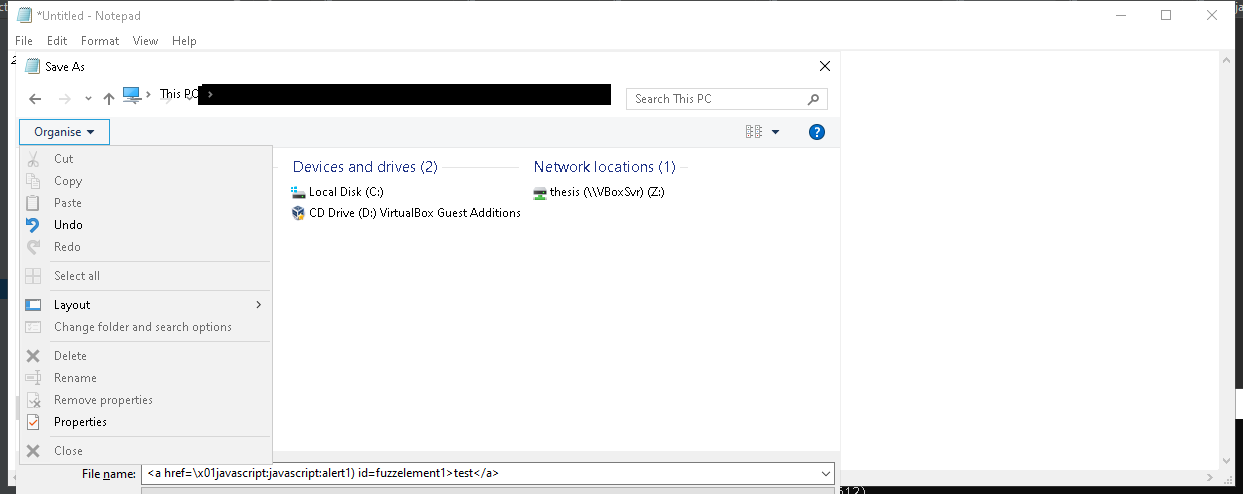 *Untitled - Notepad
File Edit Format View Help
Save As
This PC
Search This PC
Organise
Cut
Copy
Paste
Undo
Redo
Select all
Layout
Change folder and search options
Delete
Rename
Remove properties
Properties
Close
Devices and drives (2)
Local Disk (C:)
CD Drive (D:) VirtualBox Guest Additions
Network locations (1)
thesis (\\VBoxSvr) (Z:)
File name: <a href=\x01javascript:javascript:alert1) id=fuzzelement1>test</a>